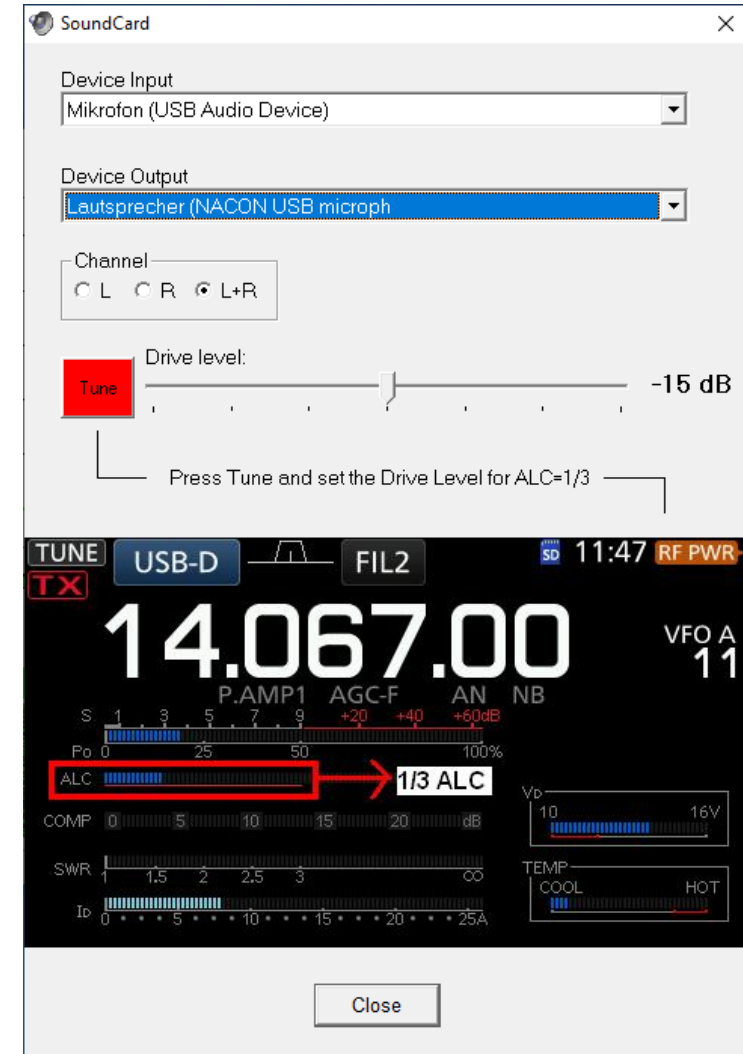 SoundCard
Device Input
Mikrofon (USB Audio Device)
Device Output
Lautsprecher (NACON USB microph
Channel
L R L+R
Drive level:
Tune
-15 dB
Press Tune and set the Drive Level for ALC=1/3
TUNE USB-D FIL2 SD 11:47 RF PWR
TX
14.067.00
VFO A
11
P.AMP1 AGC-F AN NB
S 1 3 5 7 9 +20 +40 +60dB
Po 0 25 50 100%
ALC 1/3 ALC
VD
10 16V
COMP 0 5 10 15 20 dB
SWR 1 1.5 2 2.5 3 ∞
TEMP
COOL HOT
ID 0 5 10 15 20 25A
Close